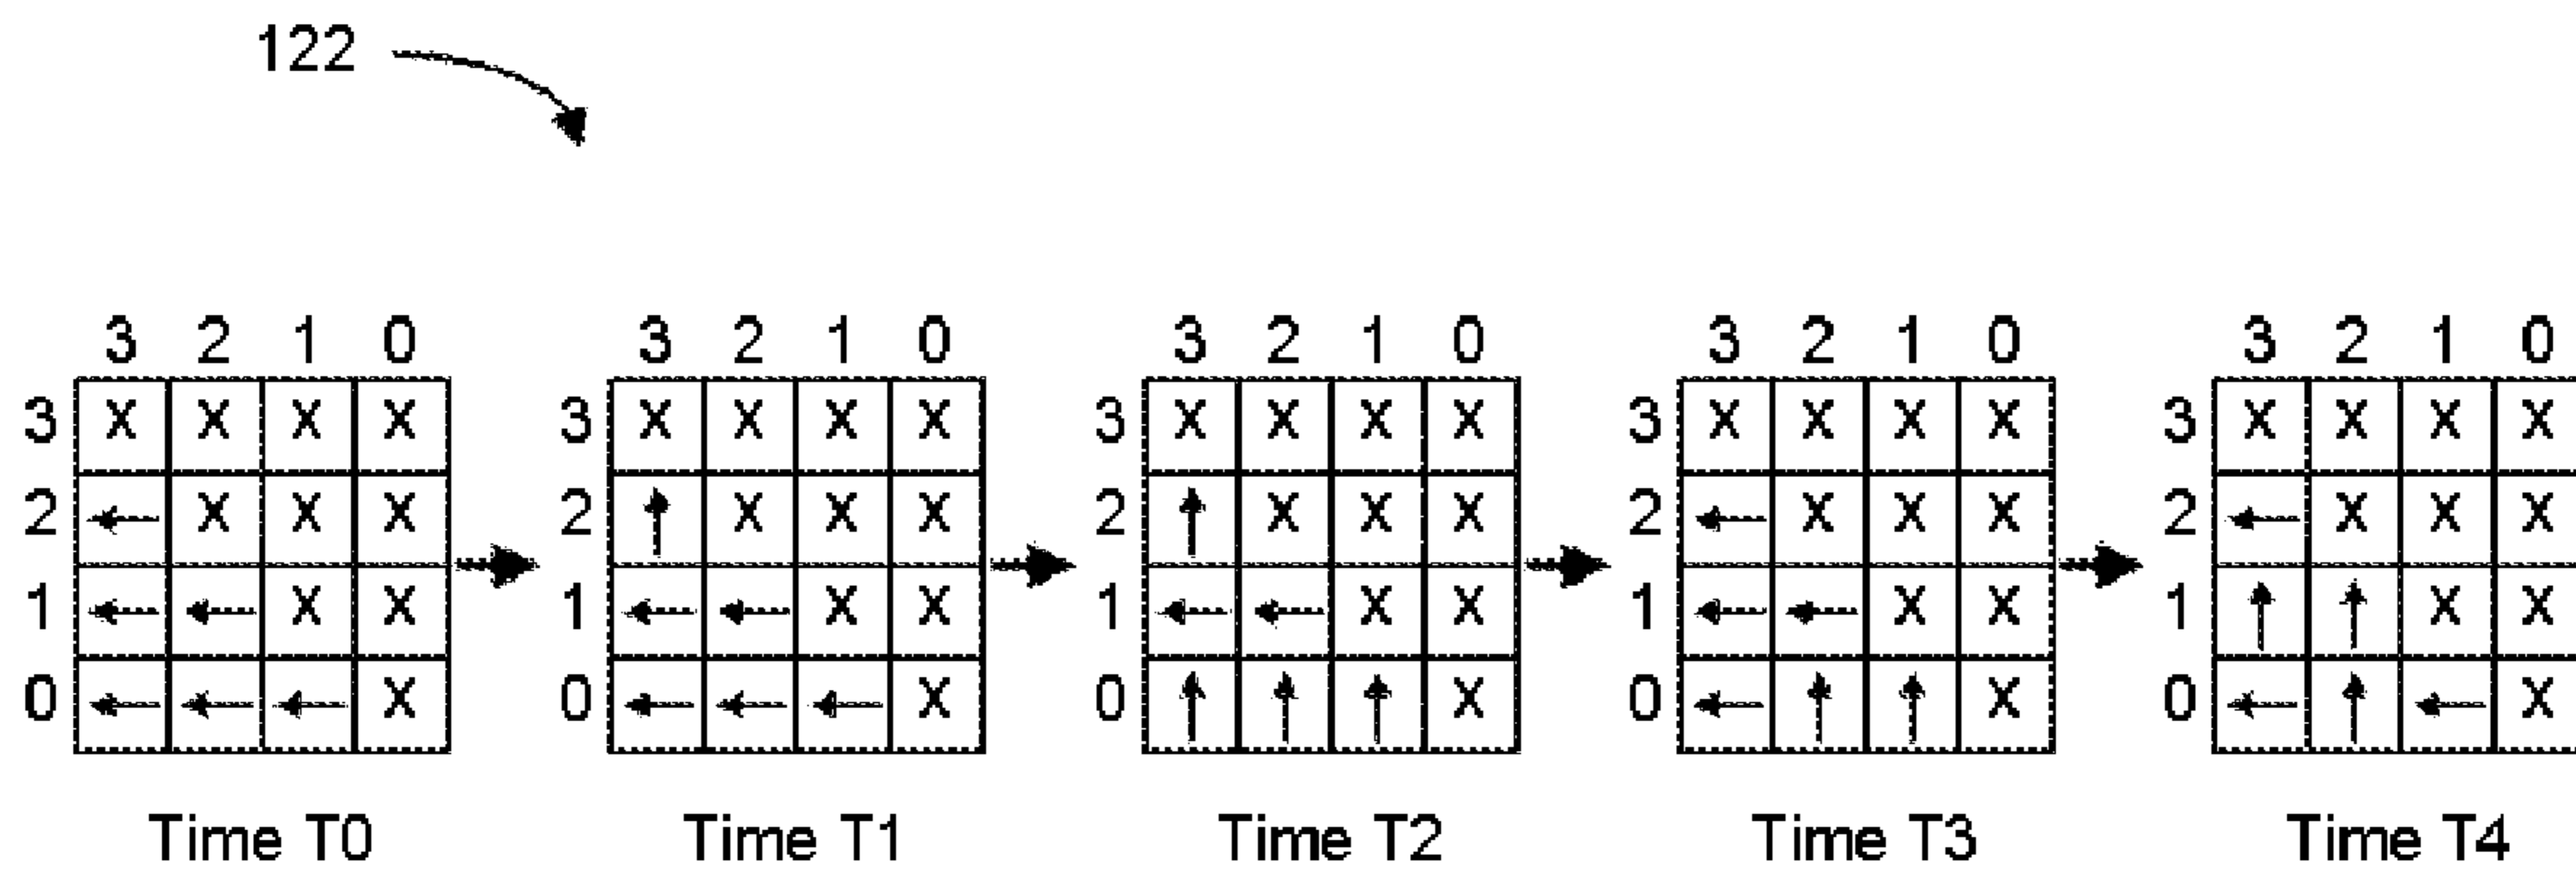 122
3 2 1 0 3 2 1 0 3 2 1 0 3 2 1 0 3 2 1 0
3 X X X X 3 X X X X 3 X X X X 3 X X X X 3 X X X X
2 ← X X X 2 ↑ X X X 2 ↑ X X X 2 ← X X X 2 ← X X X
1 ← ← X X 1 ← ← X X 1 ← ← X X 1 ← ← X X 1 ↑ ↑ X X
0 ← ← ← X 0 ← ← ← X 0 ↑ ↑ ↑ X 0 ← ↑ ↑ X 0 ← ↑ ← X
Time T0 Time T1 Time T2 Time T3 Time T4